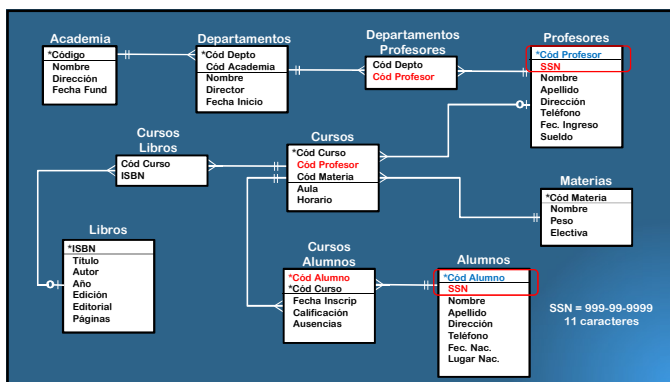 Academia
*Código
Nombre
Dirección
Fecha Fund
Departamentos
*Cód Depto
Cód Academia
Nombre
Director
Fecha Inicio
Departamentos
Profesores
Cód Depto
Cód Profesor
Profesores
*Cód Profesor
SSN
Nombre
Apellido
Dirección
Teléfono
Fec. Ingreso
Sueldo
Cursos
Libros
Cód Curso
ISBN
Cursos
*Cód Curso
Cód Profesor
Cód Materia
Aula
Horario
Materias
*Cód Materia
Nombre
Peso
Electiva
Libros
*ISBN
Título
Autor
Año
Edición
Editorial
Páginas
Cursos
Alumnos
*Cód Alumno
*Cód Curso
Fecha Inscrip
Calificación
Ausencias
Alumnos
*Cód Alumno
SSN
Nombre
Apellido
Dirección
Teléfono
Fec. Nac.
Lugar Nac.
SSN = 999-99-9999
11 caracteres